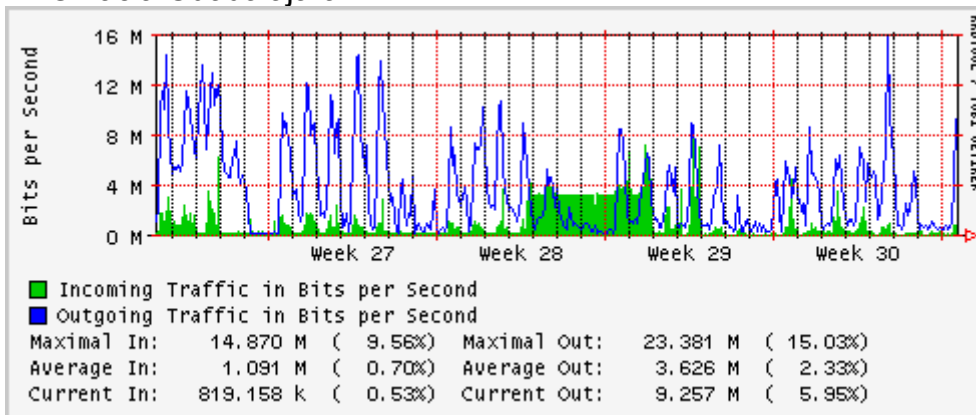 16 M
12 M
8 M
4 M
0 M
Bits per Second
Week 27
Week 28
Week 29
Week 30
Incoming Traffic in Bits per Second
Outgoing Traffic in Bits per Second
Maximal In: 14.870 M ( 9.56%) Maximal Out: 23.381 M ( 15.03%)
Average In: 1.091 M ( 0.70%) Average Out: 3.626 M ( 2.33%)
Current In: 819.158 k ( 0.53%) Current Out: 9.257 M ( 5.95%)